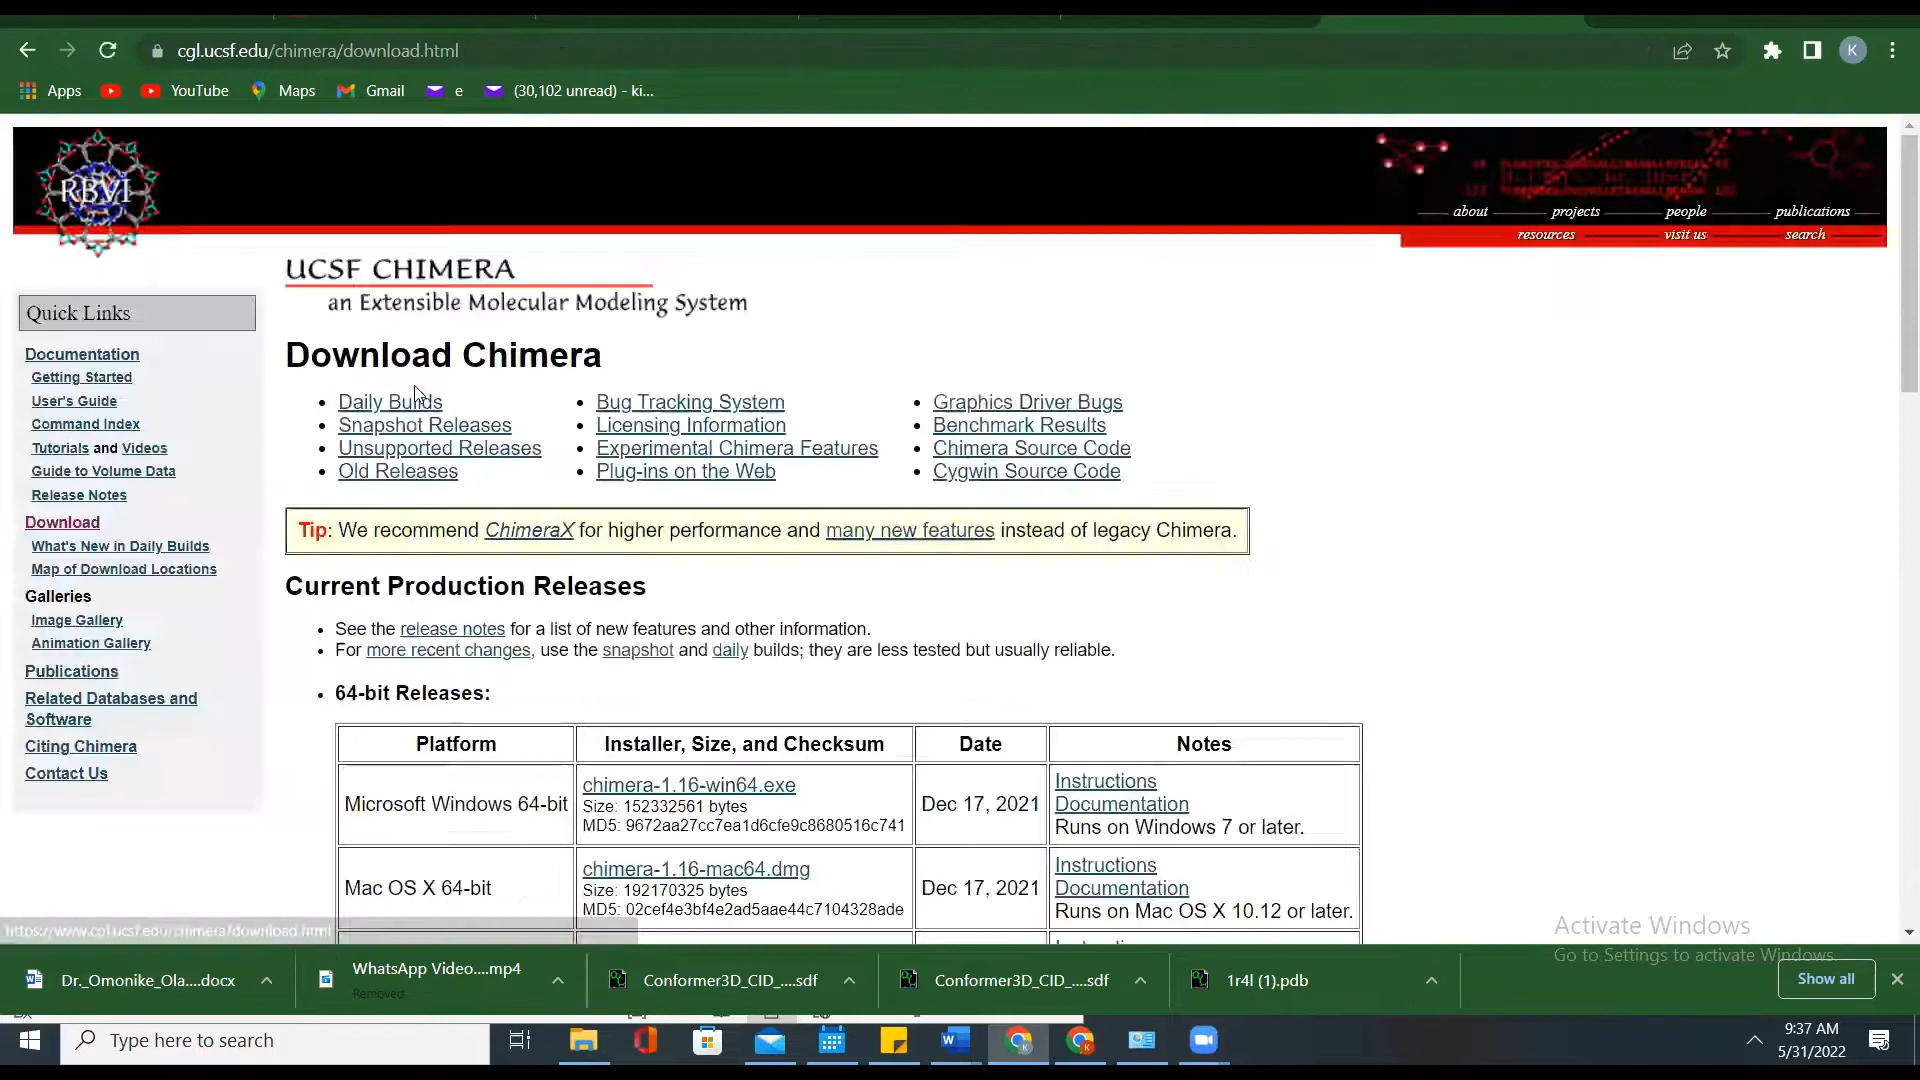 cgl.ucsf.edu/chimera/download.html
K
Apps
YouTube
Maps
Gmail
e
(30,102 unread) - ki...
RBVI
about
projects
people
publications
resources
visit us
search
UCSF CHIMERA
an Extensible Molecular Modeling System
Quick Links
Documentation
Getting Started
User's Guide
Command Index
Tutorials and Videos
Guide to Volume Data
Release Notes
Download
What's New in Daily Builds
Map of Download Locations
Galleries
Image Gallery
Animation Gallery
Publications
Related Databases and
Software
Citing Chimera
Contact Us
Download Chimera
Daily Builds
Snapshot Releases
Unsupported Releases
Old Releases
Bug Tracking System
Licensing Information
Experimental Chimera Features
Plug-ins on the Web
Graphics Driver Bugs
Benchmark Results
Chimera Source Code
Cygwin Source Code
Tip: We recommend ChimeraX for higher performance and many new features instead of legacy Chimera.
Current Production Releases
See the release notes for a list of new features and other information.
For more recent changes, use the snapshot and daily builds; they are less tested but usually reliable.
64-bit Releases:
Platform
Installer, Size, and Checksum
Date
Notes
Microsoft Windows 64-bit
chimera-1.16-win64.exe
Size: 152332561 bytes
MD5: 9672aa27cc7ea1d6cfe9c8680516c741
Dec 17, 2021
Instructions
Documentation
Runs on Windows 7 or later.
Mac OS X 64-bit
chimera-1.16-mac64.dmg
Size: 192170325 bytes
MD5: 02cef4e3bf4e2ad5aae44c7104328ade
Dec 17, 2021
Instructions
Documentation
Runs on Mac OS X 10.12 or later.
https://www.cgl.ucsf.edu/chimera/download.html
Activate Windows
Go to Settings to activate Windows.
Dr._Omonike_Ola....docx
WhatsApp Video....mp4
Removed
Conformer3D_CID_....sdf
Conformer3D_CID_....sdf
1r4l (1).pdb
Show all
Type here to search
9:37 AM
5/31/2022